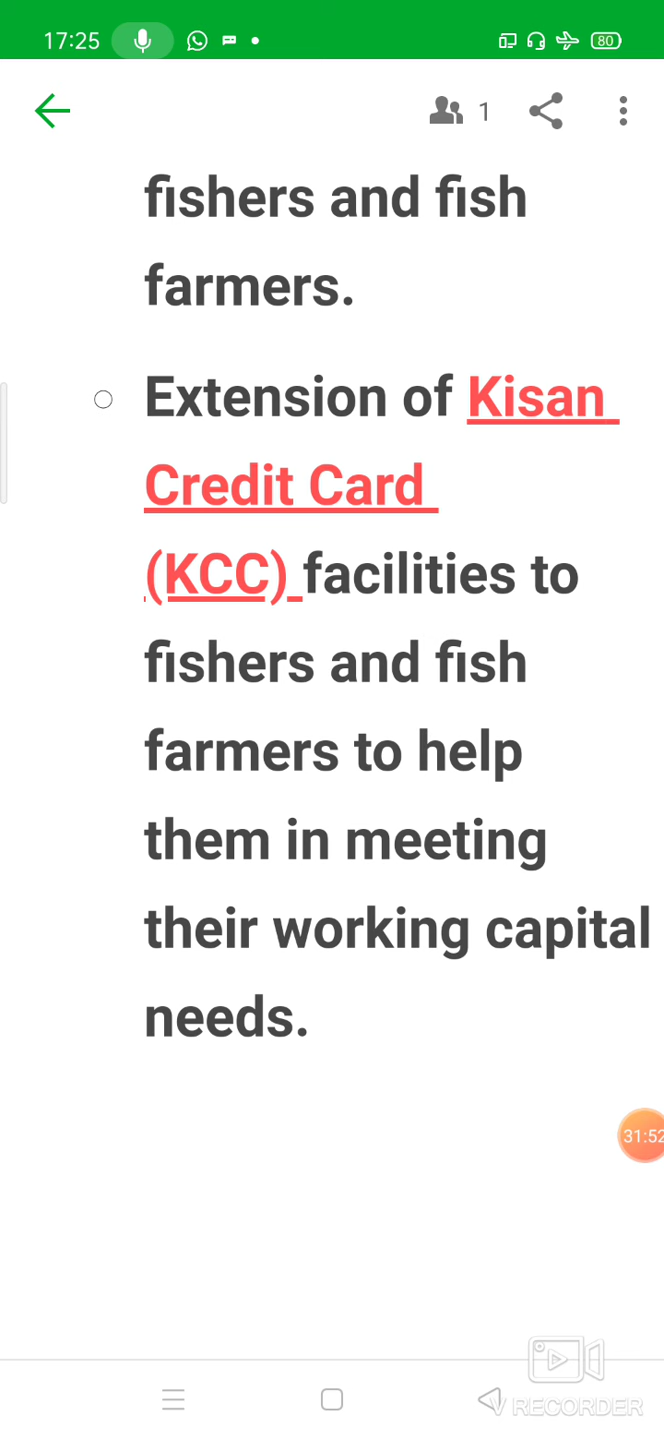 17:25 80
1
fishers and fish
farmers.
Extension of Kisan
Credit Card
(KCC) facilities to
fishers and fish
farmers to help
them in meeting
their working capital
needs.
31:52
V RECORDER